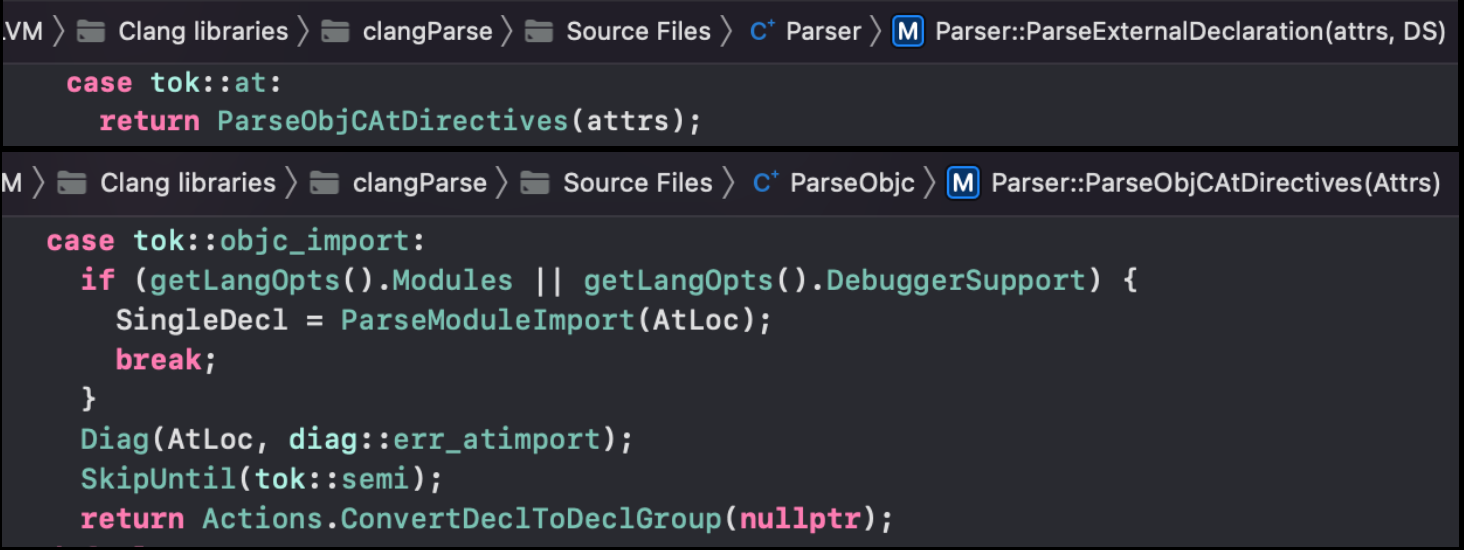 .VM 〉 Clang libraries 〉 clangParse 〉 Source Files 〉 C+ Parser 〉 M Parser::ParseExternalDeclaration(attrs, DS)
case tok::at:
return ParseObjCAtDirectives(attrs);
M 〉 Clang libraries 〉 clangParse 〉 Source Files 〉 C+ ParseObjc 〉 M Parser::ParseObjCAtDirectives(Attrs)
case tok::objc_import:
if (getLangOpts().Modules || getLangOpts().DebuggerSupport) {
SingleDecl = ParseModuleImport(AtLoc);
break;
}
Diag(AtLoc, diag::err_atimport);
SkipUntil(tok::semi);
return Actions.ConvertDeclToDeclGroup(nullptr);